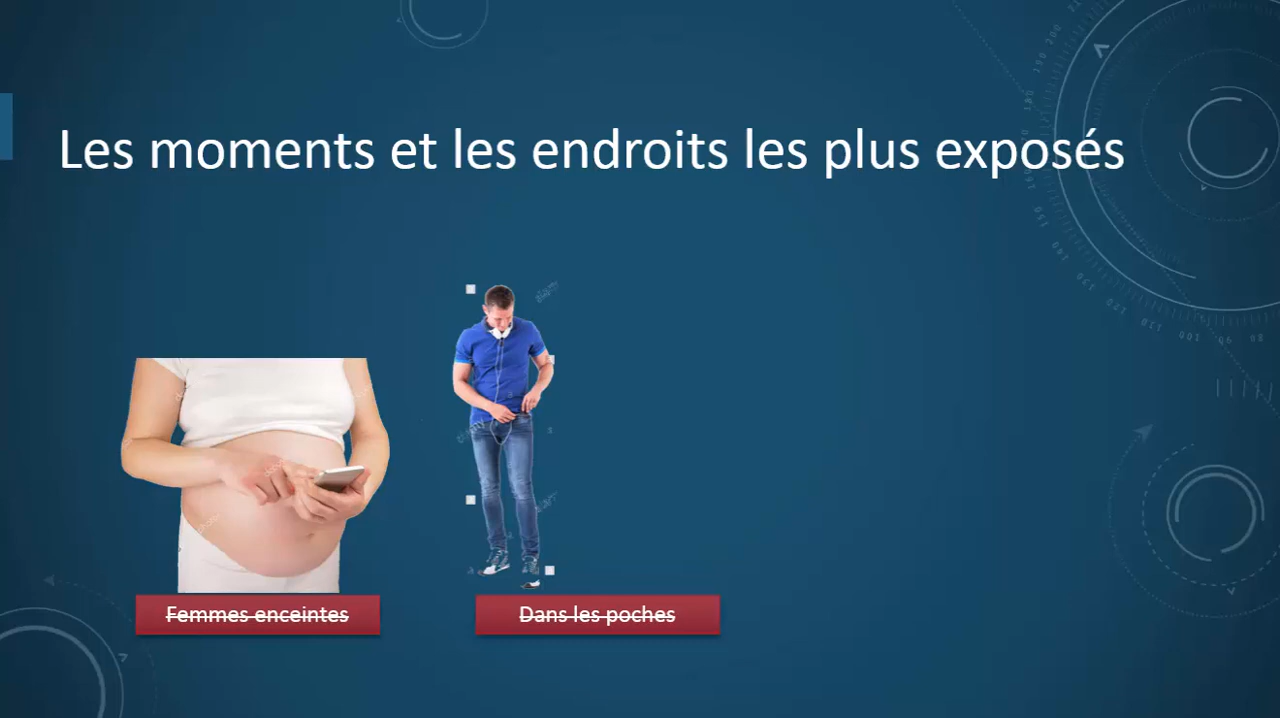 Les moments et les endroits les plus exposés
Femmes enceintes
Dans les poches